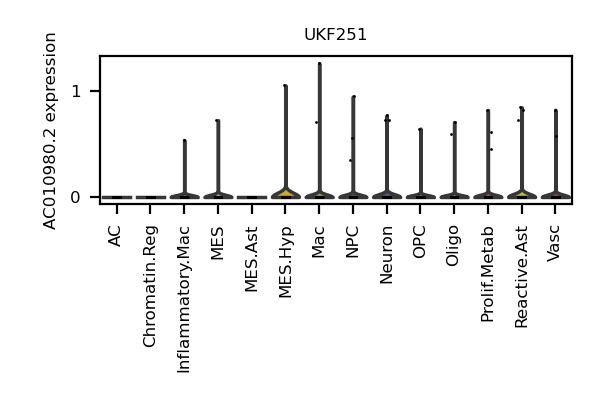 UKF251
AC010980.2 expression
1
0
AC
Chromatin.Reg
Inflammatory.Mac
MES
MES.Ast
MES.Hyp
Mac
NPC
Neuron
OPC
Oligo
Prolif.Metab
Reactive.Ast
Vasc